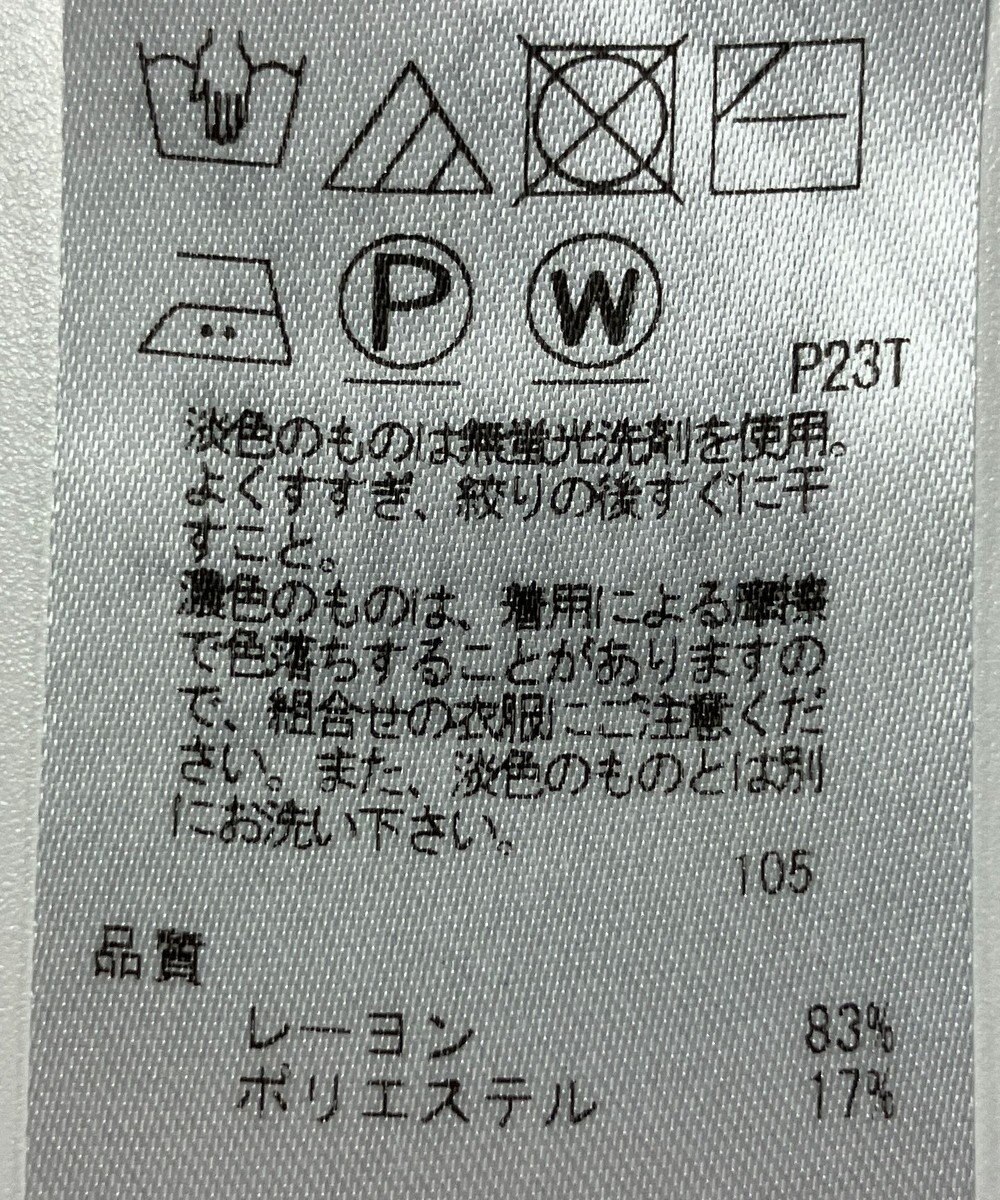 P
W
P23T
淡色のものは無蛍光洗剤を使用。
よくすすぎ、絞りの後すぐに干
すこと。
濃色のものは、着用による摩擦
で色落ちすることがありますの
で、組合せの衣服にご注意くだ
さい。また、淡色のものとは別
にお洗い下さい。
105
品質
レーヨン 83%
ポリエステル 17%